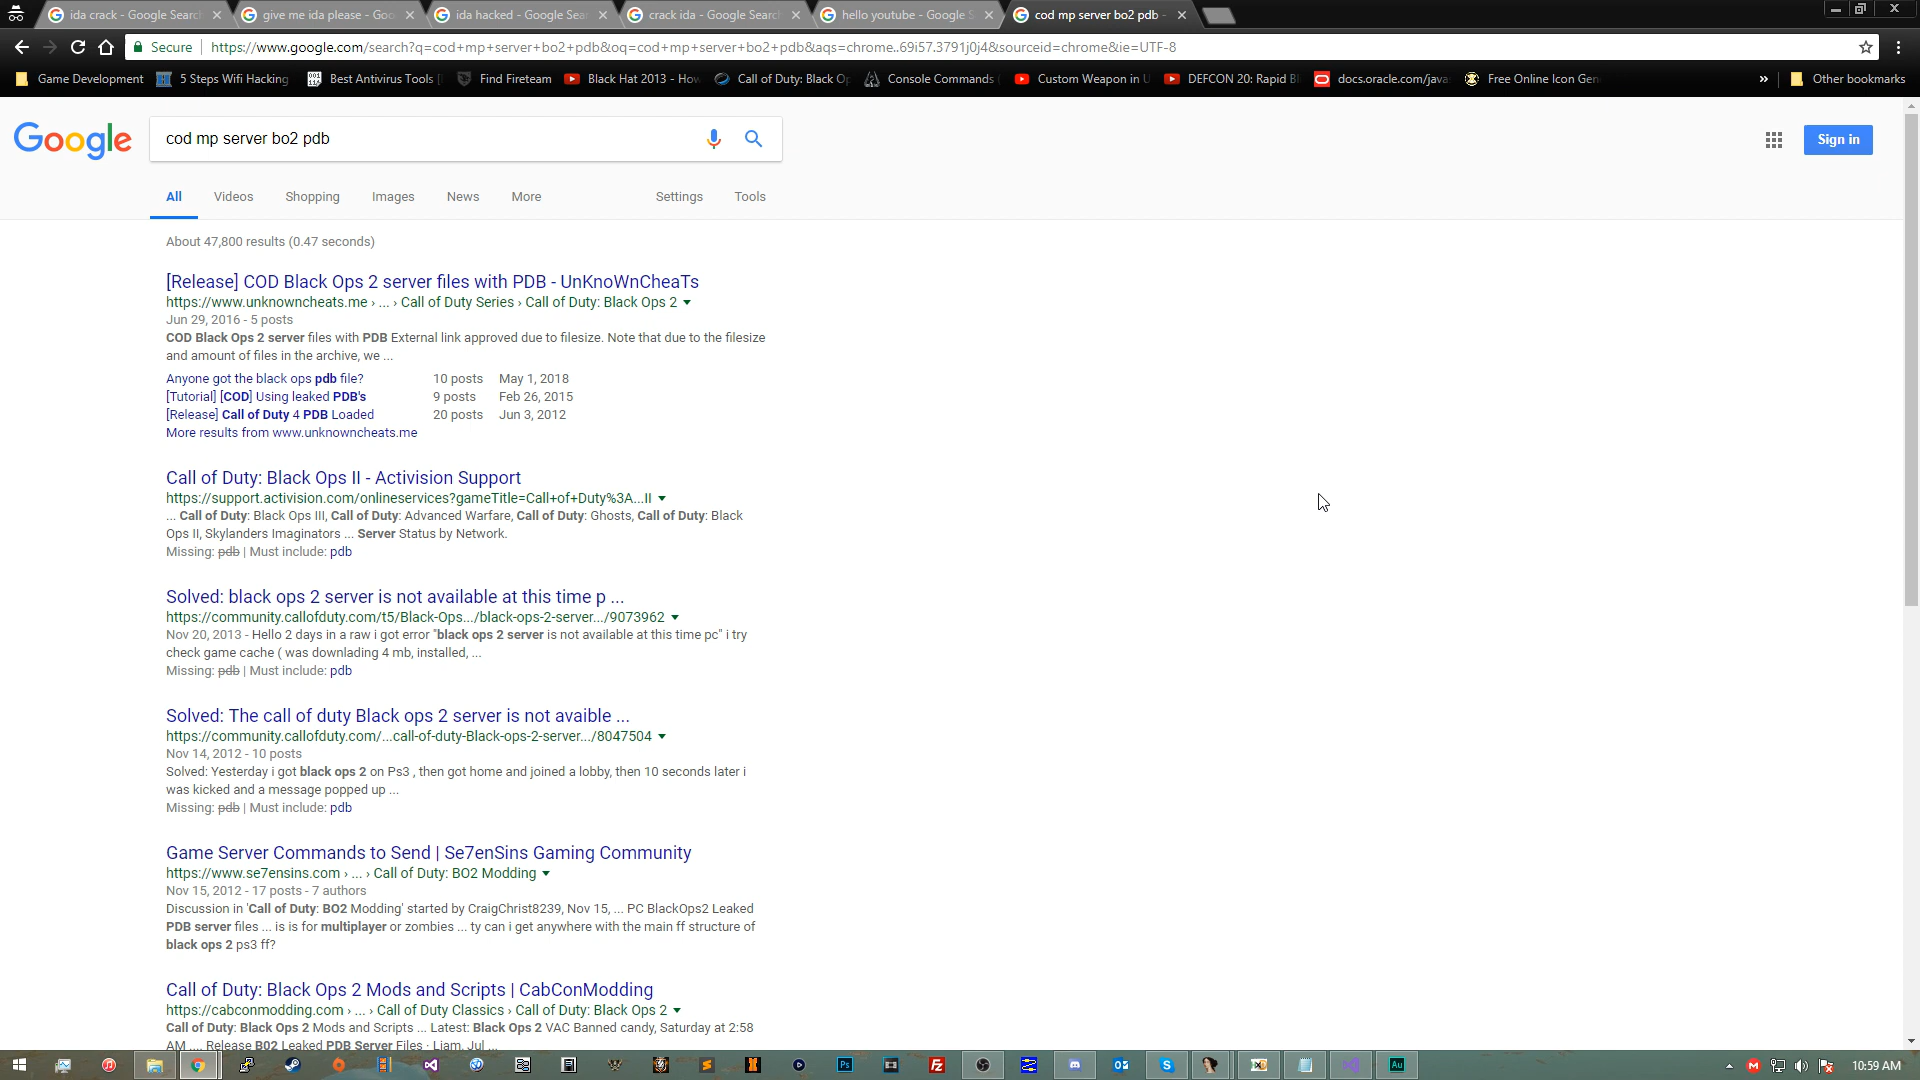 ida crack - Google Search
give me ida please - Goo
ida hacked - Google Sea
crack ida - Google Search
hello youtube - Google S
cod mp server bo2 pdb -
Secure
https://www.google.com/search?q=cod+mp+server+bo2+pdb&oq=cod+mp+server+bo2+pdb&aqs=chrome..69i57.3791j0j4&sourceid=chrome&ie=UTF-8
Game Development
5 Steps Wifi Hacking
Best Antivirus Tools
Find Fireteam
Black Hat 2013 - How
Call of Duty: Black Op
Console Commands
Custom Weapon in U
DEFCON 20: Rapid Bl
docs.oracle.com/java
Free Online Icon Gen
»
Other bookmarks
Google
cod mp server bo2 pdb
Sign in
All
Videos
Shopping
Images
News
More
Settings
Tools
About 47,800 results (0.47 seconds)
[Release] COD Black Ops 2 server files with PDB - UnKnoWnCheaTs
https://www.unknowncheats.me › ... › Call of Duty Series › Call of Duty: Black Ops 2
Jun 29, 2016 - 5 posts
COD Black Ops 2 server files with PDB External link approved due to filesize. Note that due to the filesize
and amount of files in the archive, we ...
Anyone got the black ops pdb file? 10 posts May 1, 2018
[Tutorial] [COD] Using leaked PDB's 9 posts Feb 26, 2015
[Release] Call of Duty 4 PDB Loaded 20 posts Jun 3, 2012
More results from www.unknowncheats.me
Call of Duty: Black Ops II - Activision Support
https://support.activision.com/onlineservices?gameTitle=Call+of+Duty%3A...II
... Call of Duty: Black Ops III, Call of Duty: Advanced Warfare, Call of Duty: Ghosts, Call of Duty: Black
Ops II, Skylanders Imaginators ... Server Status by Network.
Missing: pdb | Must include: pdb
Solved: black ops 2 server is not available at this time p ...
https://community.callofduty.com/t5/Black-Ops.../black-ops-2-server.../9073962
Nov 20, 2013 - Hello 2 days in a raw i got error "black ops 2 server is not available at this time pc" i try
check game cache ( was downlading 4 mb, installed, ...
Missing: pdb | Must include: pdb
Solved: The call of duty Black ops 2 server is not avaible ...
https://community.callofduty.com/...call-of-duty-Black-ops-2-server.../8047504
Nov 14, 2012 - 10 posts
Solved: Yesterday i got black ops 2 on Ps3 , then got home and joined a lobby, then 10 seconds later i
was kicked and a message popped up ...
Missing: pdb | Must include: pdb
Game Server Commands to Send | Se7enSins Gaming Community
https://www.se7ensins.com › ... › Call of Duty: BO2 Modding
Nov 15, 2012 - 17 posts - 7 authors
Discussion in 'Call of Duty: BO2 Modding' started by CraigChrist8239, Nov 15, ... PC BlackOps2 Leaked
PDB server files ... is is for multiplayer or zombies ... ty can i get anywhere with the main ff structure of
black ops 2 ps3 ff?
Call of Duty: Black Ops 2 Mods and Scripts | CabConModding
https://cabconmodding.com › ... › Call of Duty Classics › Call of Duty: Black Ops 2
Call of Duty: Black Ops 2 Mods and Scripts ... Latest: Black Ops 2 VAC Banned candy, Saturday at 2:58
AM .... Release B02 Leaked PDB Server Files · Liam, Jul ...
Ps
Fz
Au
10:59 AM